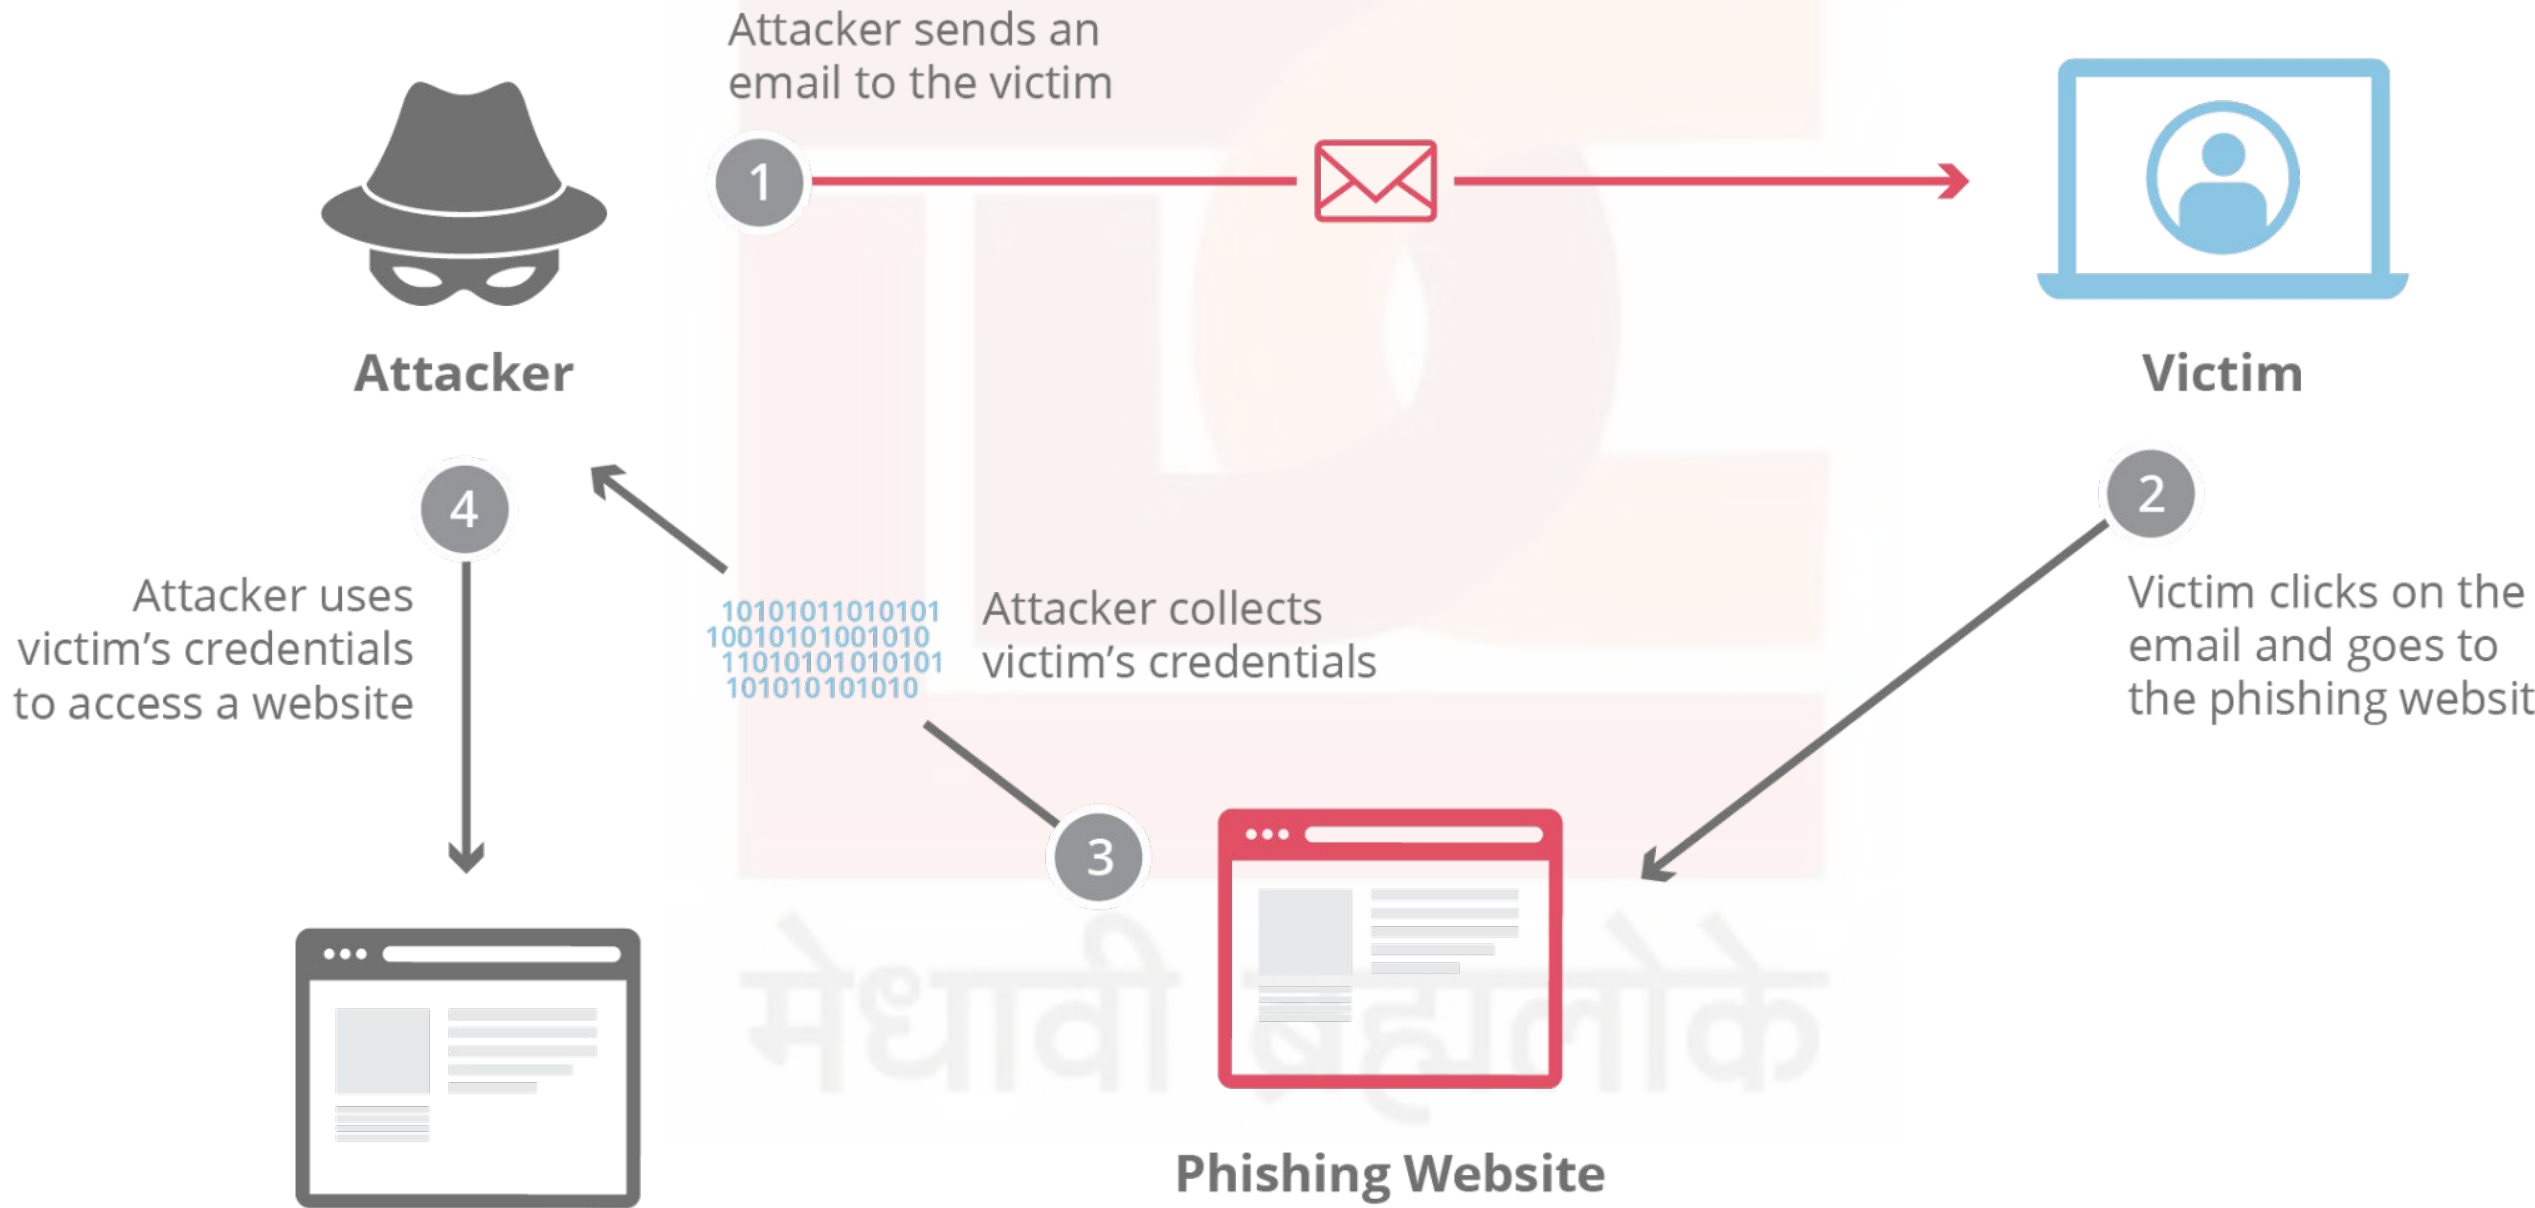 Attacker sends an
email to the victim
1
Attacker
Victim
4
2
Attacker uses
victim's credentials
to access a website
10101011010101
10010101001010
11010101010101
101010101010
Attacker collects
victim's credentials
Victim clicks on the
email and goes to
the phishing websit
3
मेधावी ब्रह्मलोके
Phishing Website